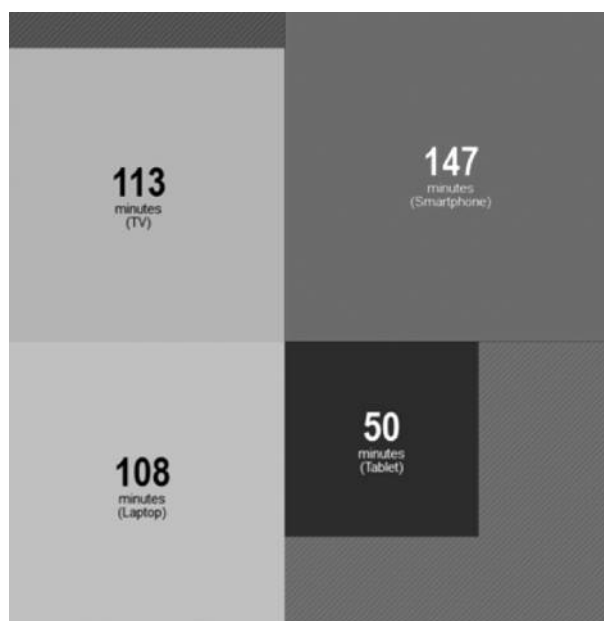 113
minutes
(TV)
147
minutes
(Smartphone)
108
minutes
(Laptop)
50
minutes
(Tablet)